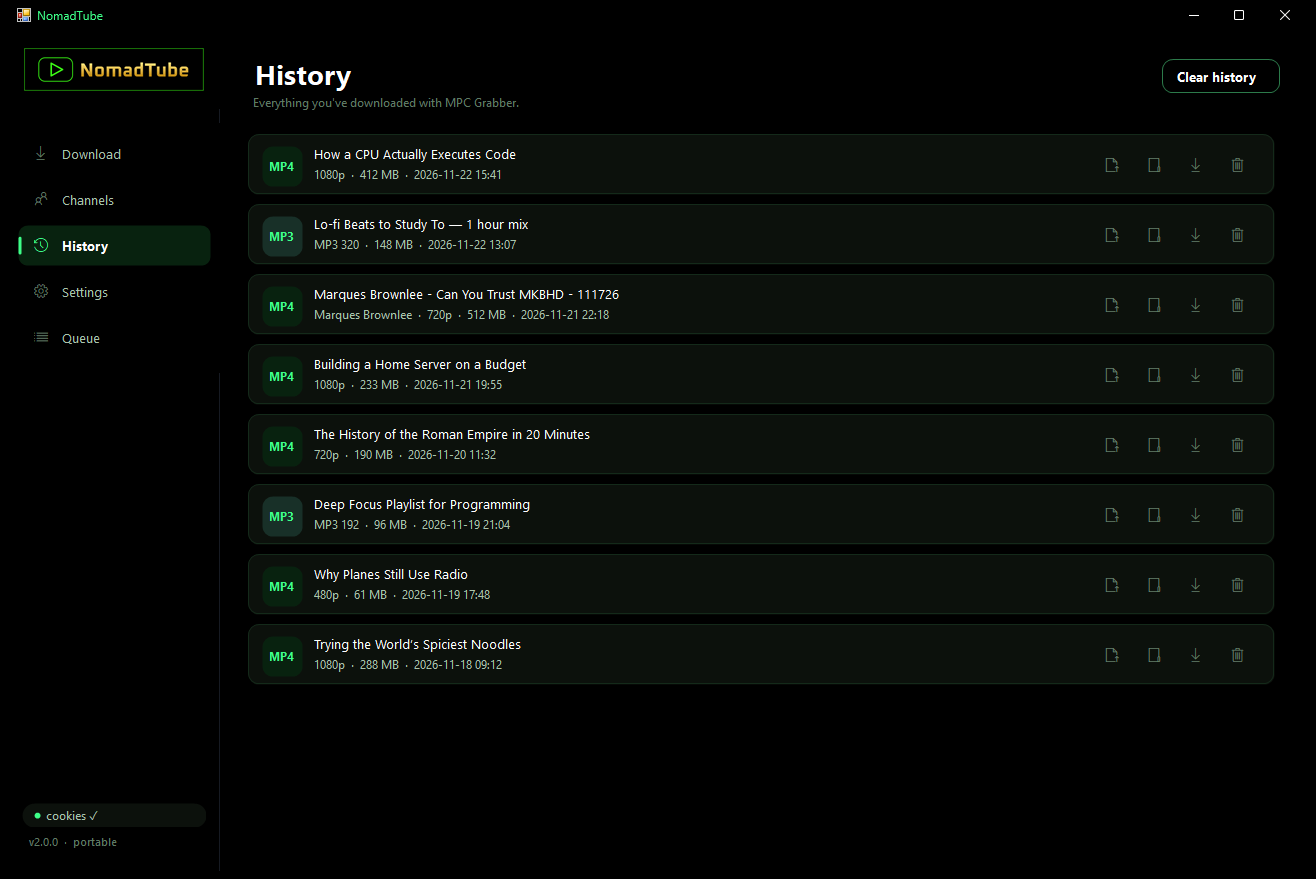 NomadTube
NomadTube
History
Clear history
Everything you've downloaded with MPC Grabber.
Download
Channels
History
Settings
Queue
MP4
How a CPU Actually Executes Code
1080p · 412 MB · 2026-11-22 15:41
MP3
Lo-fi Beats to Study To — 1 hour mix
MP3 320 · 148 MB · 2026-11-22 13:07
MP4
Marques Brownlee - Can You Trust MKBHD - 111726
Marques Brownlee · 720p · 512 MB · 2026-11-21 22:18
MP4
Building a Home Server on a Budget
1080p · 233 MB · 2026-11-21 19:55
MP4
The History of the Roman Empire in 20 Minutes
720p · 190 MB · 2026-11-20 11:32
MP3
Deep Focus Playlist for Programming
MP3 192 · 96 MB · 2026-11-19 21:04
MP4
Why Planes Still Use Radio
480p · 61 MB · 2026-11-19 17:48
MP4
Trying the World's Spiciest Noodles
1080p · 288 MB · 2026-11-18 09:12
cookies ✓
v2.0.0 · portable